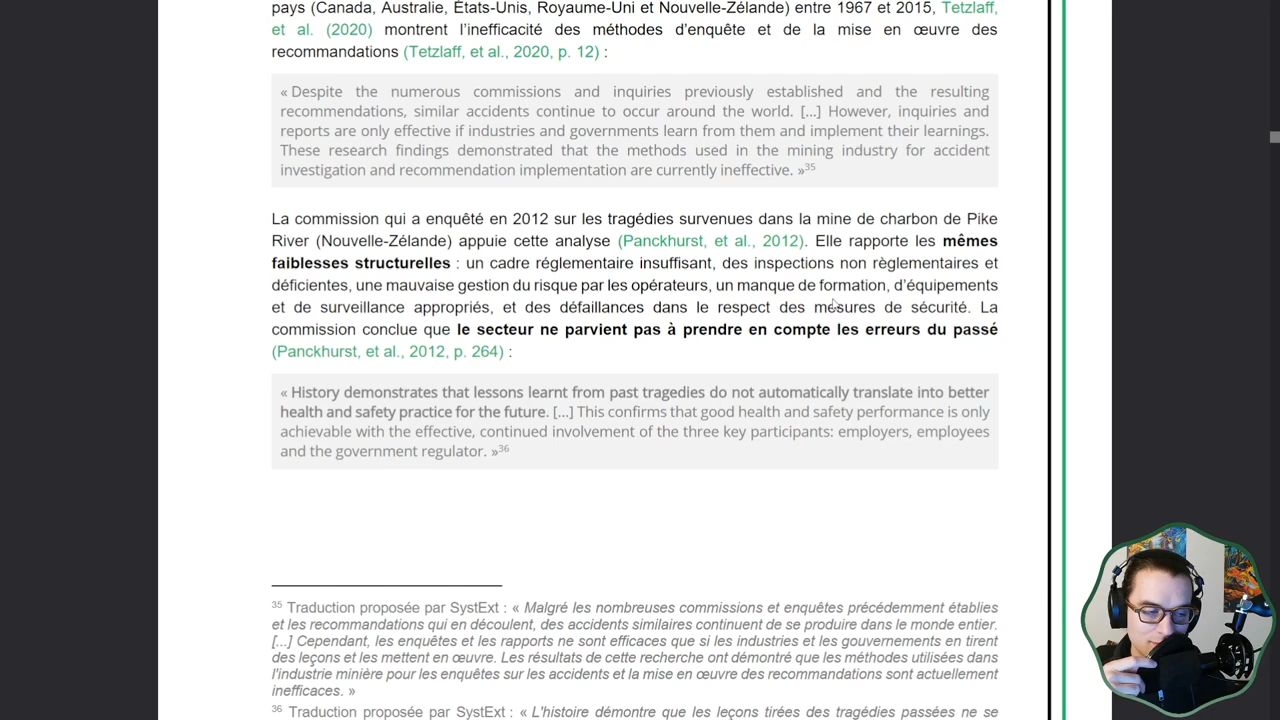 pays (Canada, Australie, États-Unis, Royaume-Uni et Nouvelle-Zélande) entre 1967 et 2015, Tetzlaff,
et al. (2020) montrent l’inefficacité des méthodes d’enquête et de la mise en œuvre des
recommandations (Tetzlaff, et al., 2020, p. 12) :
« Despite the numerous commissions and inquiries previously established and the resulting
recommendations, similar accidents continue to occur around the world. [...] However, inquiries and
reports are only effective if industries and governments learn from them and implement their learnings.
These research findings demonstrated that the methods used in the mining industry for accident
investigation and recommendation implementation are currently ineffective. »35
La commission qui a enquêté en 2012 sur les tragédies survenues dans la mine de charbon de Pike
River (Nouvelle-Zélande) appuie cette analyse (Panckhurst, et al., 2012). Elle rapporte les mêmes
faiblesses structurelles : un cadre réglementaire insuffisant, des inspections non règlementaires et
déficientes, une mauvaise gestion du risque par les opérateurs, un manque de formation, d’équipements
et de surveillance appropriés, et des défaillances dans le respect des mesures de sécurité. La
commission conclue que le secteur ne parvient pas à prendre en compte les erreurs du passé
(Panckhurst, et al., 2012, p. 264) :
« History demonstrates that lessons learnt from past tragedies do not automatically translate into better
health and safety practice for the future. [...] This confirms that good health and safety performance is only
achievable with the effective, continued involvement of the three key participants: employers, employees
and the government regulator. »36
35 Traduction proposée par SystExt : « Malgré les nombreuses commissions et enquêtes précédemment établies
et les recommandations qui en découlent, des accidents similaires continuent de se produire dans le monde entier.
[...] Cependant, les enquêtes et les rapports ne sont efficaces que si les industries et les gouvernements en tirent
des leçons et les mettent en œuvre. Les résultats de cette recherche ont démontré que les méthodes utilisées dans
l'industrie minière pour les enquêtes sur les accidents et la mise en œuvre des recommandations sont actuellement
inefficaces. »
36 Traduction proposée par SystExt : « L'histoire démontre que les leçons tirées des tragédies passées ne se